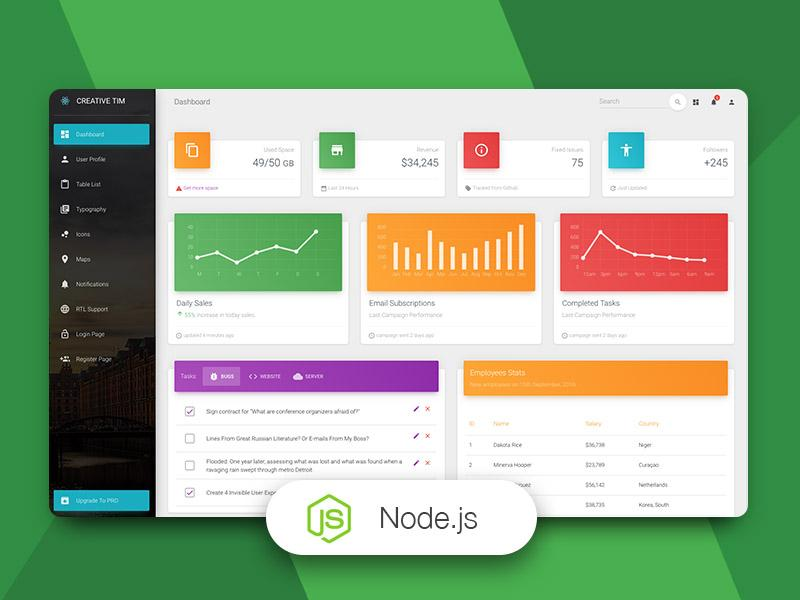 CREATIVE TIM
Dashboard
User Profile
Table List
Typography
Icons
Maps
Notifications
RTL Support
Login Page
Register Page
Upgrade To PRO
Dashboard
Search
Used Space
49/50 GB
Get more space
Revenue
$34,245
Last 24 Hours
Fixed Issues
75
Tracked from Github
Followers
+245
Just Updated
40
30
20
10
0
M T W T F S S
Daily Sales
55% increase in today sales.
updated 4 minutes ago
800
600
400
200
0
Jan Feb Mar Apr Mai Jun Jul Aug Sep Oct Nov Dec
Email Subscriptions
Last Campaign Performance
campaign sent 2 days ago
800
600
400
200
0
12am 3pm 6pm 9pm 12pm 3am 6am 9am
Completed Tasks
Last Campaign Performance
campaign sent 2 days ago
Tasks: BUGS WEBSITE SERVER
Sign contract for "What are conference organizers afraid of?"
Lines From Great Russian Literature? Or E-mails From My Boss?
Flooded: One year later, assessing what was lost and what was found when a
ravaging rain swept through metro Detroit
Create 4 Invisible User
Employees Stats
New employees on 15th September, 2016
ID Name Salary Country
1 Dakota Rice $36,738 Niger
2 Minerva Hooper $23,789 Curaçao
$56,142 Netherlands
$38,735 Korea, South
JS
Node.js